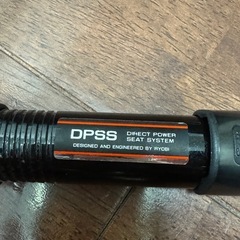 DPSS DIRECT POWER
SEAT SYSTEM
DESIGNED AND ENGINEERED BY RYOBI